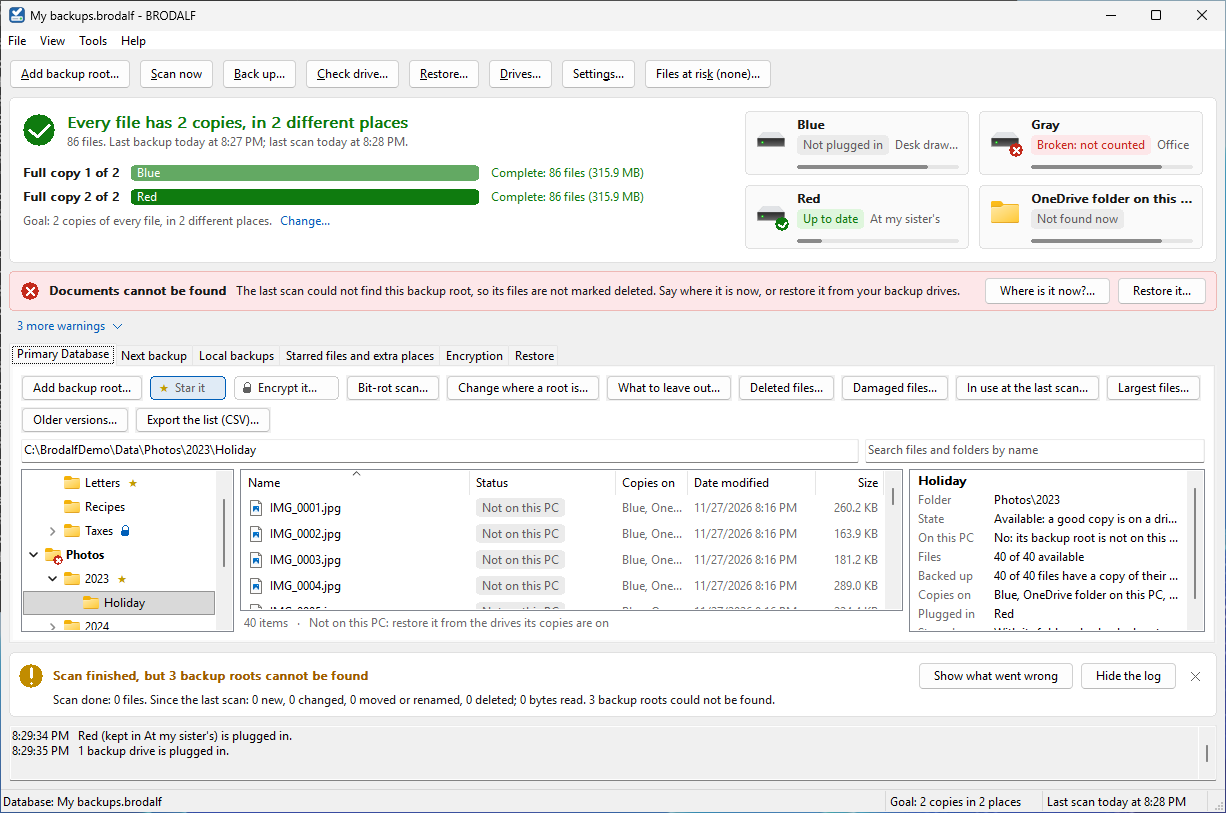 My backups.brodalf - BRODALF
File View Tools Help
Add backup root... Scan now Back up... Check drive... Restore... Drives... Settings... Files at risk (none)...
Every file has 2 copies, in 2 different places
86 files. Last backup today at 8:27 PM; last scan today at 8:28 PM.
Full copy 1 of 2 Blue Complete: 86 files (315.9 MB)
Full copy 2 of 2 Red Complete: 86 files (315.9 MB)
Goal: 2 copies of every file, in 2 different places. Change...
Blue
Not plugged in Desk draw...
Gray
Broken: not counted Office
Red
Up to date At my sister's
OneDrive folder on this ...
Not found now
Documents cannot be found The last scan could not find this backup root, so its files are not marked deleted. Say where it is now, or restore it from your backup drives. Where is it now?... Restore it...
3 more warnings
Primary Database Next backup Local backups Starred files and extra places Encryption Restore
Add backup root... Star it Encrypt it... Bit-rot scan... Change where a root is... What to leave out... Deleted files... Damaged files... In use at the last scan... Largest files...
Older versions... Export the list (CSV)...
C:\BrodalfDemo\Data\Photos\2023\Holiday Search files and folders by name
Letters
Recipes
Taxes
Photos
2023
Holiday
2024
Name Status Copies on Date modified Size
IMG_0001.jpg Not on this PC Blue, One... 11/27/2026 8:16 PM 260.2 KB
IMG_0002.jpg Not on this PC Blue, One... 11/27/2026 8:16 PM 163.9 KB
IMG_0003.jpg Not on this PC Blue, One... 11/27/2026 8:16 PM 181.2 KB
IMG_0004.jpg Not on this PC Blue, One... 11/27/2026 8:16 PM 289.0 KB
40 items · Not on this PC: restore it from the drives its copies are on
Holiday
Folder Photos\2023
State Available: a good copy is on a dri...
On this PC No: its backup root is not on this ...
Files 40 of 40 available
Backed up 40 of 40 files have a copy of their ...
Copies on Blue, OneDrive folder on this PC, ...
Plugged in Red
Scan finished, but 3 backup roots cannot be found
Scan done: 0 files. Since the last scan: 0 new, 0 changed, 0 moved or renamed, 0 deleted; 0 bytes read. 3 backup roots could not be found.
Show what went wrong Hide the log
8:29:34 PM Red (kept in At my sister's) is plugged in.
8:29:35 PM 1 backup drive is plugged in.
Database: My backups.brodalf Goal: 2 copies in 2 places Last scan today at 8:28 PM